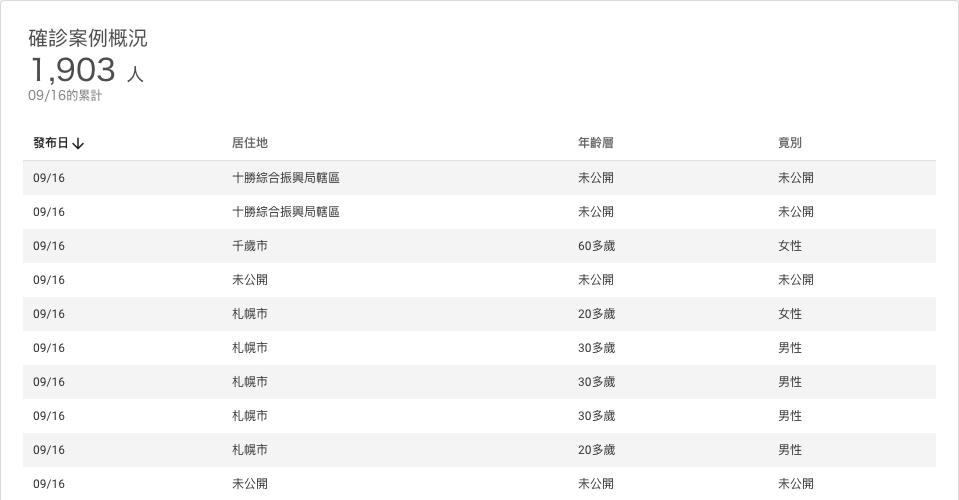 確診案例概況
1,903 人
09/16的累計
發布日↓ 居住地 年齡層 竟別
09/16 十勝綜合振興局轄區 未公開 未公開
09/16 十勝綜合振興局轄區 未公開 未公開
09/16 千歲市 60多歲 女性
09/16 未公開 未公開 未公開
09/16 札幌市 20多歲 女性
09/16 札幌市 30多歲 男性
09/16 札幌市 30多歲 男性
09/16 札幌市 30多歲 男性
09/16 札幌市 20多歲 男性
09/16 未公開 未公開 未公開